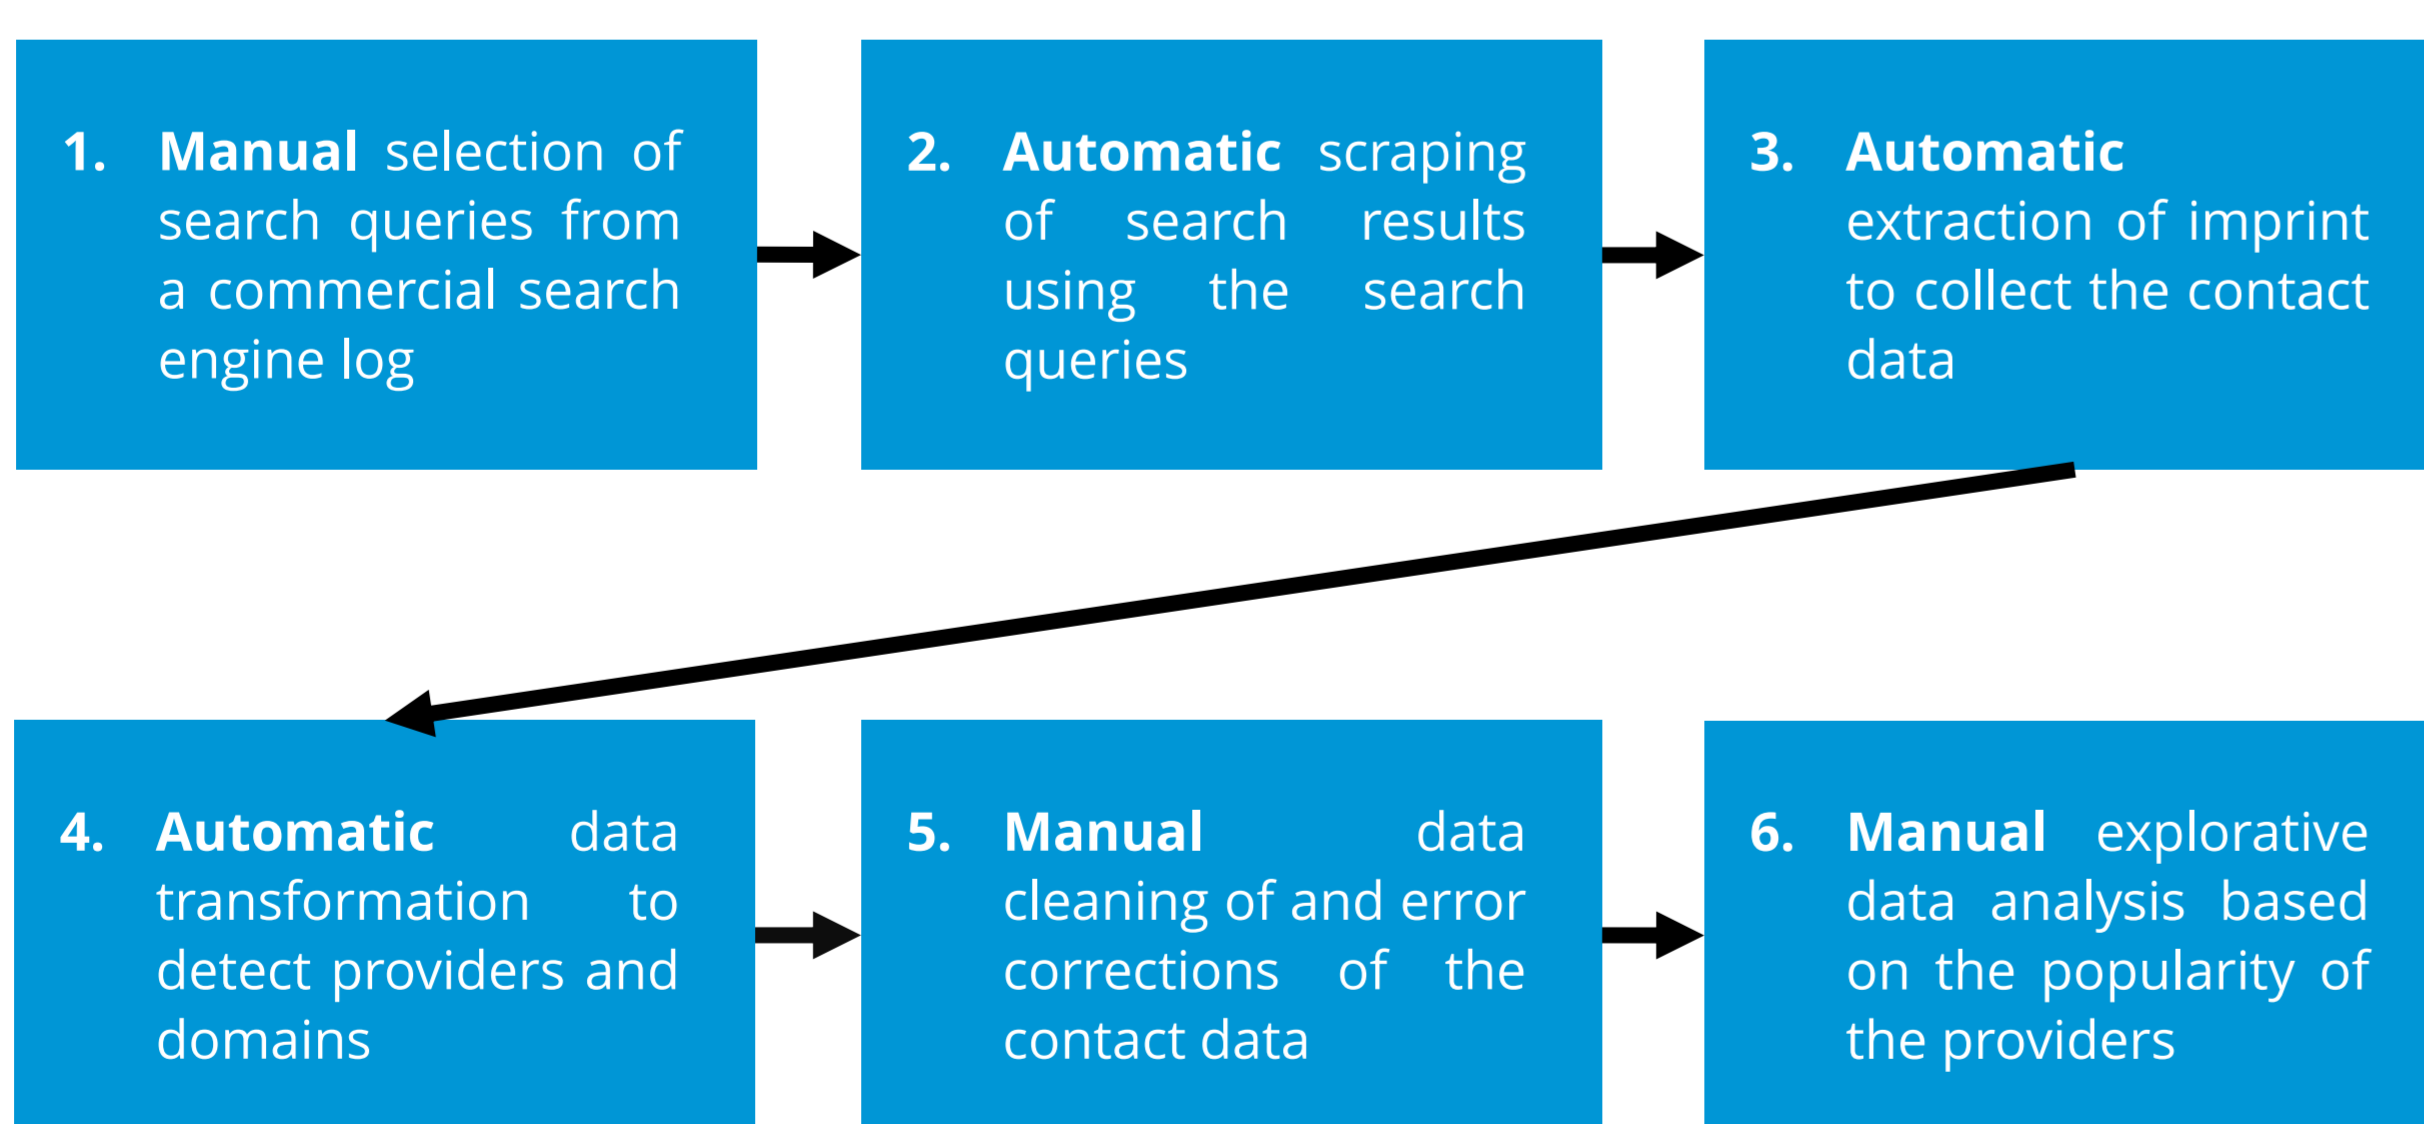 1. Manual selection of
search queries from
a commercial search
engine log
2. Automatic scraping
of search results
using the search
queries
3. Automatic
extraction of imprint
to collect the contact
data
4. Automatic data
transformation to
detect providers and
domains
5. Manual data
cleaning of and error
corrections of the
contact data
6. Manual explorative
data analysis based
on the popularity of
the providers